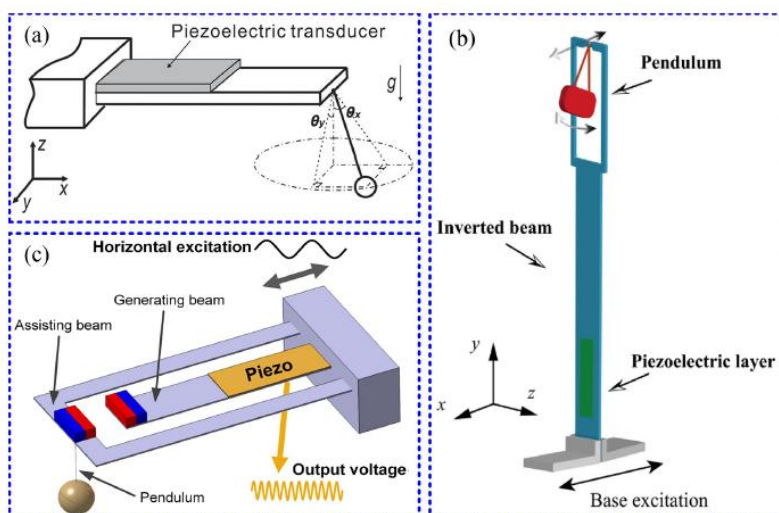 (a)
Piezoelectric transducer
g
θy
θx
z
x
y
(b)
Pendulum
Inverted beam
y
x
z
Piezoelectric layer
Base excitation
(c)
Horizontal excitation
Generating beam
Assisting beam
Piezo
Output voltage
Pendulum